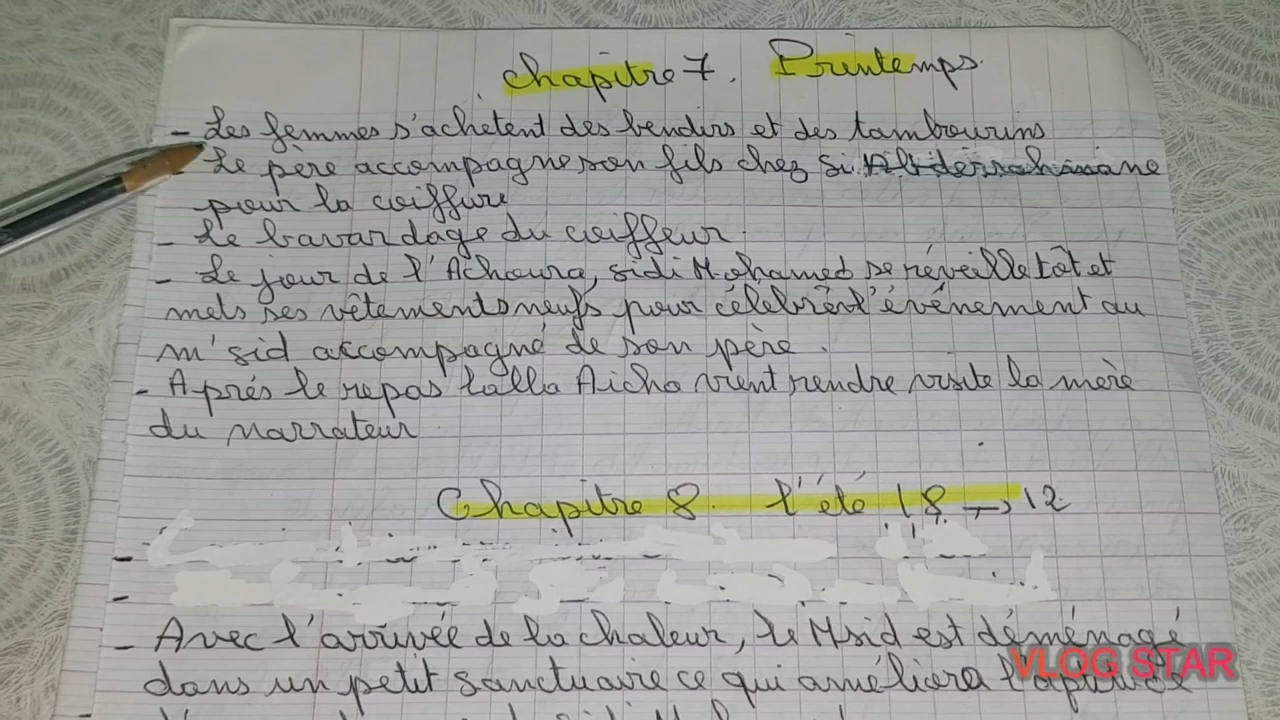 Chapitre 7. Printemps.
- Les femmes s'achètent des bendirs et des tambourins
- Le père accompagne son fils chez Si Abderrahmane
pour la coiffure
- Le bavardage du coiffeur.
- Le jour de l'Achoura, sidi Mohamed se réveille tôt et
mets ses vêtements neufs pour célébrer l'événement au
m'sid accompagné de son père.
- Après le repas lalla Aicha vient rendre visite la mère
du narrateur
Chapitre 8. l'été (8 → 12
- Avec l'arrivée de la chaleur, le Msid est déménagé
dans un petit sanctuaire ce qui améliora
VLOG STAR